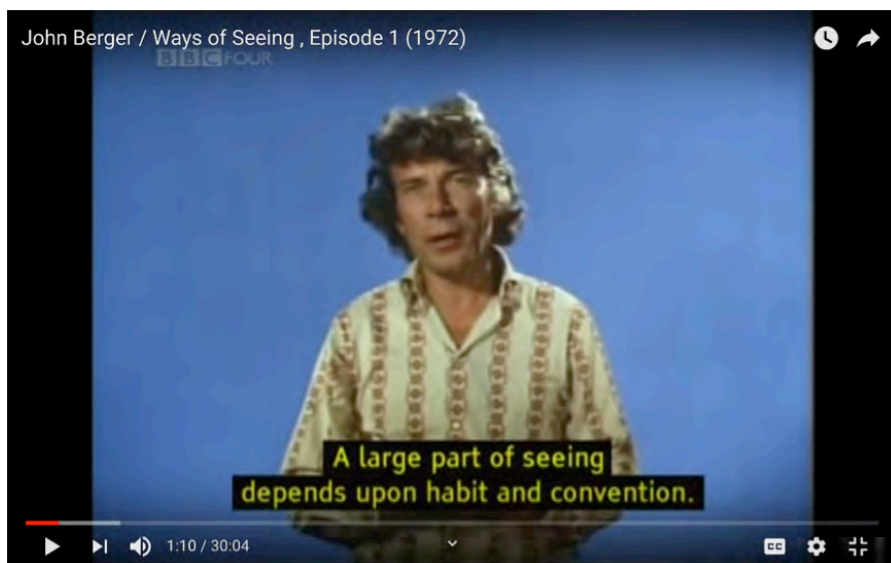 John Berger / Ways of Seeing , Episode 1 (1972)
BBC FOUR
A large part of seeing
depends upon habit and convention.
1:10 / 30:04
CC